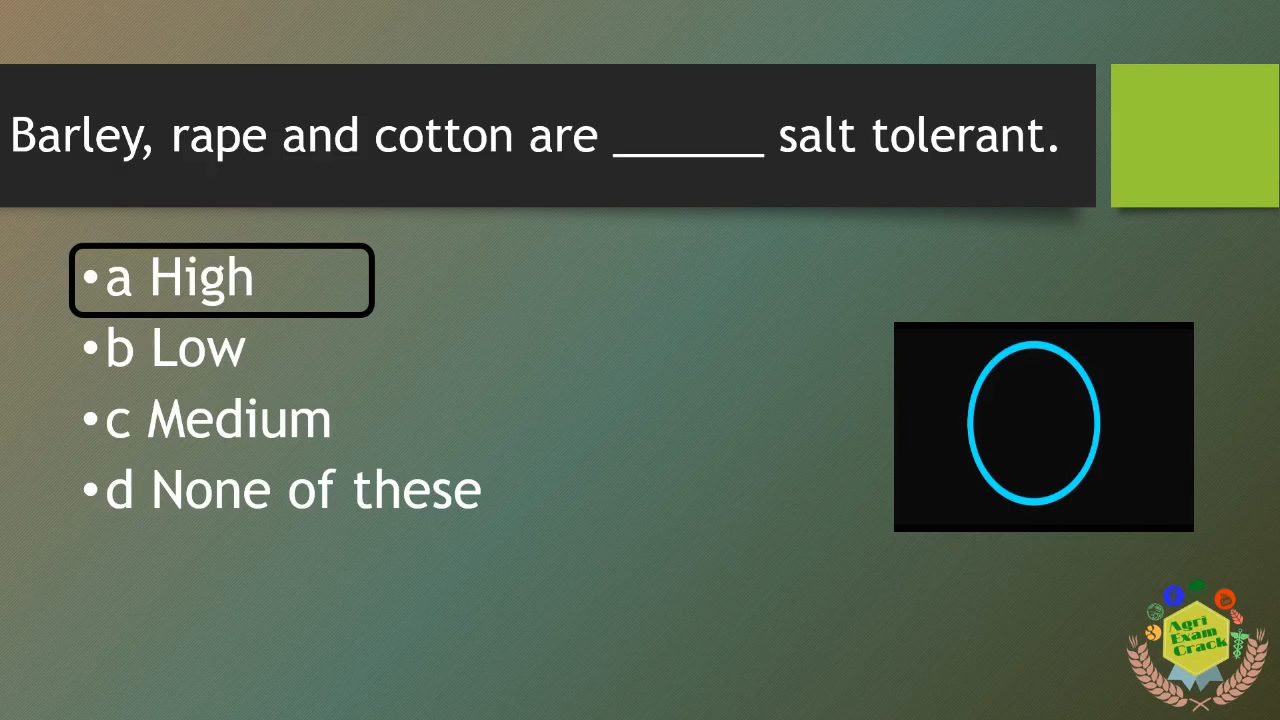 Barley, rape and cotton are ______ salt tolerant.
•a High
•b Low
•c Medium
•d None of these
Agri
Exam
Crack